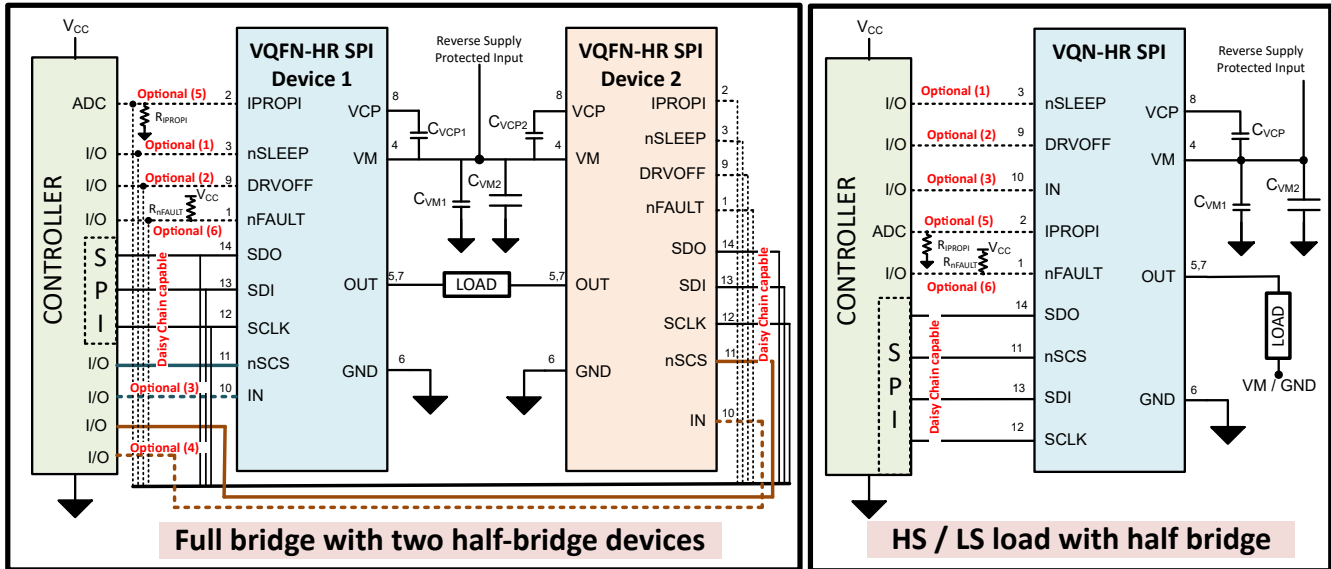 VCC
CONTROLLER
ADC
I/O
I/O
I/O
SPI
I/O
I/O
I/O
I/O
Optional (5)
RIPROPI
Optional (1)
Optional (2)
RnFAULT
VCC
Optional (6)
Daisy Chain capable
Optional (3)
Optional (4)
VQFN-HR SPI
Device 1
2 IPROPI
3 nSLEEP
9 DRVOFF
1 nFAULT
14 SDO
13 SDI
12 SCLK
11 nSCS
10 IN
VCP 8
VM 4
OUT 5,7
GND 6
Reverse Supply
Protected Input
CVCP1
CVCP2
CVM1
CVM2
LOAD
VQFN-HR SPI
Device 2
8 VCP
4 VM
5,7 OUT
6 GND
IPROPI 2
nSLEEP 3
DRVOFF 9
nFAULT 1
SDO 14
SDI 13
SCLK 12
nSCS 11
IN 10
Daisy Chain capable
Full bridge with two half-bridge devices
VCC
CONTROLLER
I/O
I/O
I/O
ADC
I/O
SPI
Optional (1)
Optional (2)
Optional (3)
Optional (5)
RIPROPI
RnFAULT
VCC
Optional (6)
Daisy Chain capable
VQN-HR SPI
3 nSLEEP
9 DRVOFF
10 IN
2 IPROPI
1 nFAULT
14 SDO
11 nSCS
13 SDI
12 SCLK
VCP 8
VM 4
OUT 5,7
GND 6
Reverse Supply
Protected Input
CVCP
CVM1
CVM2
LOAD
VM / GND
HS / LS load with half bridge